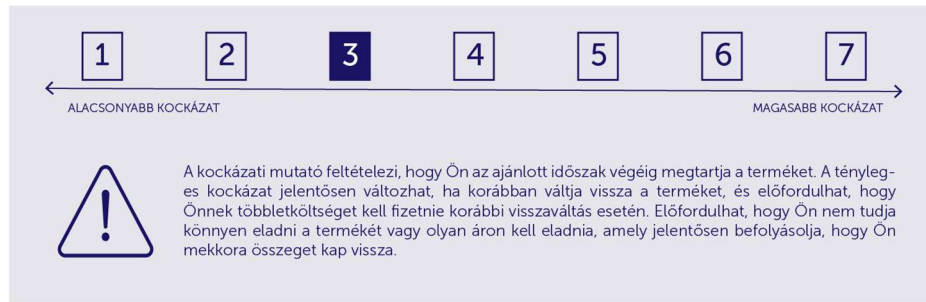 1 2 3 4 5 6 7
ALACSONYABB KOCKÁZAT MAGASABB KOCKÁZAT
A kockázati mutató feltételezi, hogy Ön az ajánlott időszak végéig megtartja a terméket. A tényleg-
es kockázat jelentősen változhat, ha korábban váltja vissza a terméket, és előfordulhat, hogy
Önnek többletköltséget kell fizetnie korábbi visszaváltás esetén. Előfordulhat, hogy Ön nem tudja
könnyen eladni a termékét vagy olyan áron kell eladnia, amely jelentősen befolyásolja, hogy Ön
mekkora összeget kap vissza.